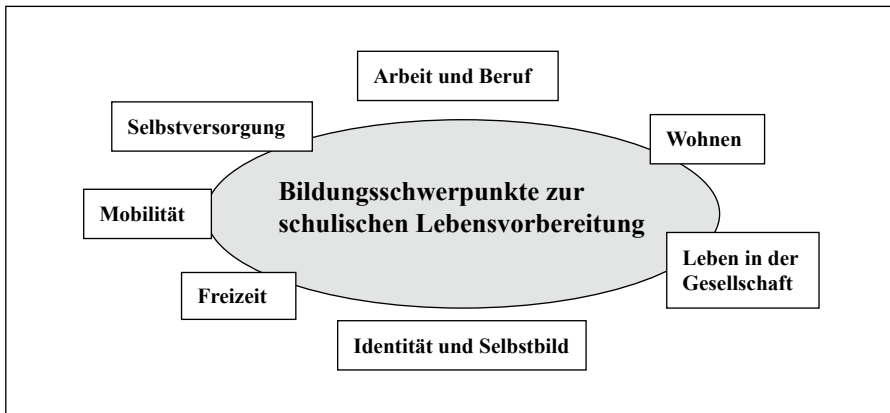 Arbeit und Beruf
Selbstversorgung
Wohnen
Bildungsschwerpunkte zur
schulischen Lebensvorbereitung
Mobilität
Leben in der
Gesellschaft
Freizeit
Identität und Selbstbild